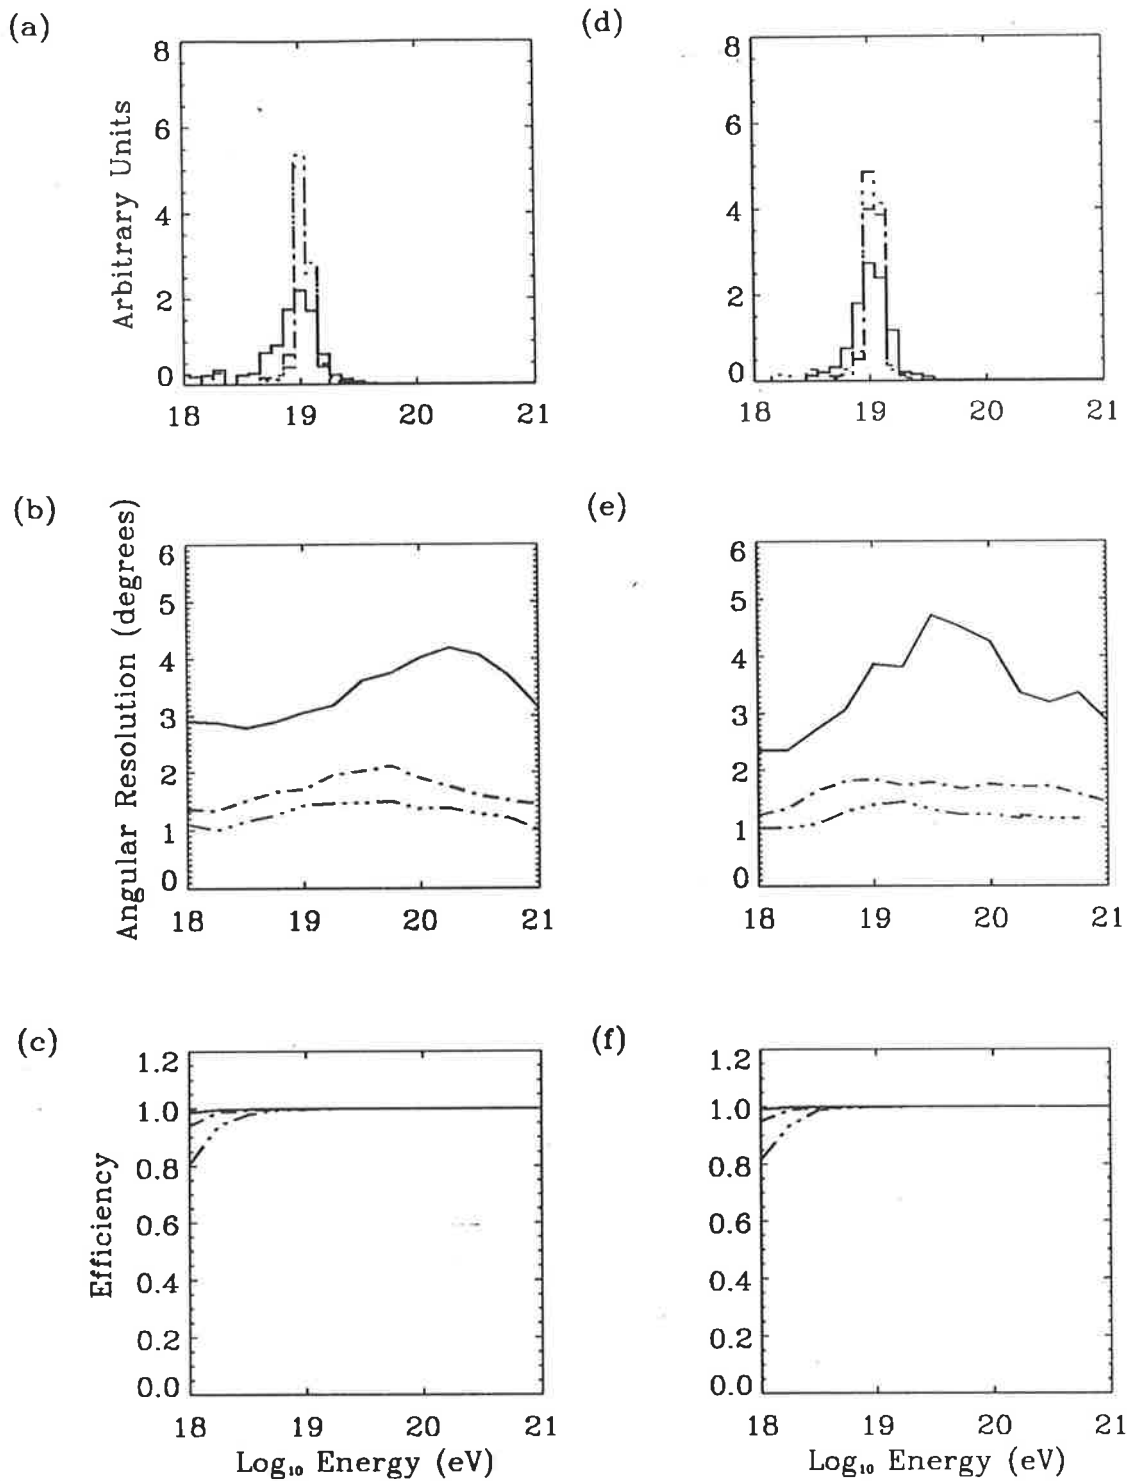 (a)
Arbitrary Units
8
6
4
2
0
18 19 20 21
(d)
8
6
4
2
0
18 19 20 21
(b)
Angular Resolution (degrees)
6
5
4
3
2
1
0
18 19 20 21
(e)
6
5
4
3
2
1
0
18 19 20 21
(c)
Efficiency
1.2
1.0
0.8
0.6
0.4
0.2
0.0
18 19 20 21
Log₁₀ Energy (eV)
(f)
1.2
1.0
0.8
0.6
0.4
0.2
0.0
18 19 20 21
Log₁₀ Energy (eV)